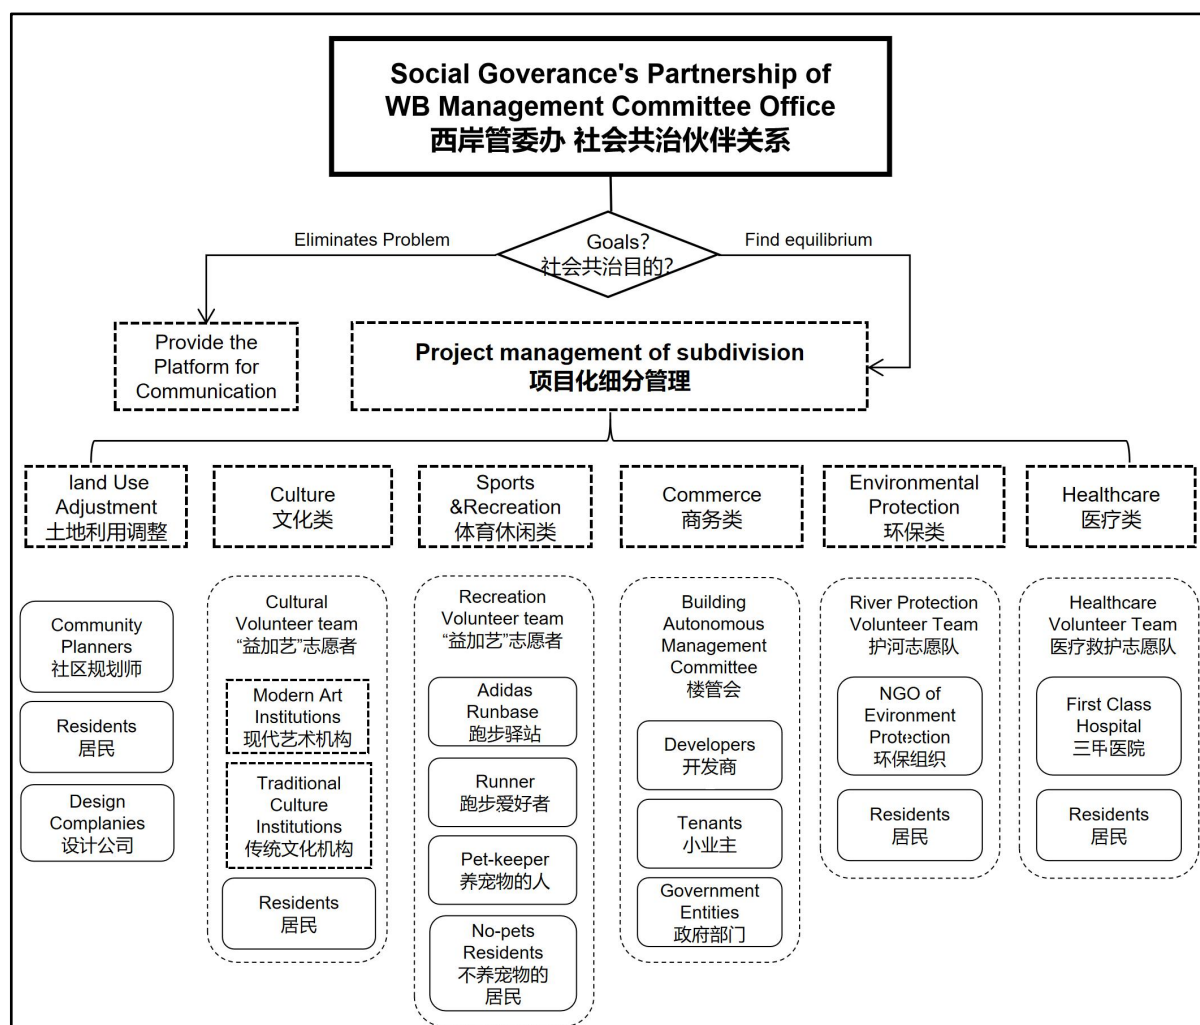 Social Goverance's Partnership of
WB Management Committee Office
西岸管委办 社会共治伙伴关系
Eliminates Problem
Goals?
社会共治目的?
Find equilibrium
Provide the
Platform for
Communication
Project management of subdivision
项目化细分管理
land Use
Adjustment
土地利用调整
Culture
文化类
Sports
&Recreation
体育休闲类
Commerce
商务类
Environmental
Protection
环保类
Healthcare
医疗类
Community
Planners
社区规划师
Residents
居民
Design
Complanies
设计公司
Cultural
Volunteer team
“益加艺”志愿者
Modern Art
Institutions
现代艺术机构
Traditional
Culture
Institutions
传统文化机构
Residents
居民
Recreation
Volunteer team
“益加艺”志愿者
Adidas
Runbase
跑步驿站
Runner
跑步爱好者
Pet-keeper
养宠物的人
No-pets
Residents
不养宠物的
居民
Building
Autonomous
Management
Committee
楼管会
Developers
开发商
Tenants
小业主
Government
Entities
政府部门
River Protection
Volunteer Team
护河志愿队
NGO of
Evironment
Protection
环保组织
Residents
居民
Healthcare
Volunteer Team
医疗救护志愿队
First Class
Hospital
三甲医院
Residents
居民